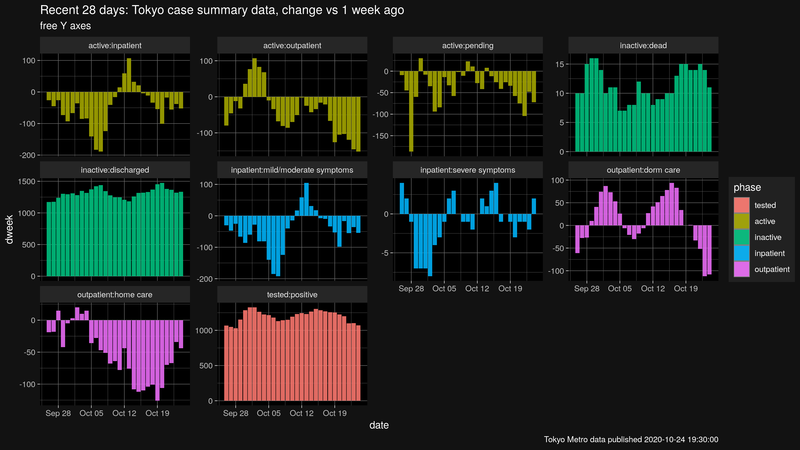 Recent 28 days: Tokyo case summary data, change vs 1 week ago
free Y axes
active:inpatient
active:outpatient
active:pending
inactive:dead
100
0
-100
-200
100
0
-100
50
0
-50
-100
-150
15
10
5
0
inactive:discharged
inpatient:mild/moderate symptoms
inpatient:severe symptoms
outpatient:dorm care
1500
1000
500
0
100
0
-100
-200
0
-5
100
50
0
-50
-100
Sep 28 Oct 05 Oct 12 Oct 19
Sep 28 Oct 05 Oct 12 Oct 19
outpatient:home care
tested:positive
0
-50
-100
1000
500
0
Sep 28 Oct 05 Oct 12 Oct 19
Sep 28 Oct 05 Oct 12 Oct 19
dweek
date
phase
tested
active
inactive
inpatient
outpatient
Tokyo Metro data published 2020-10-24 19:30:00